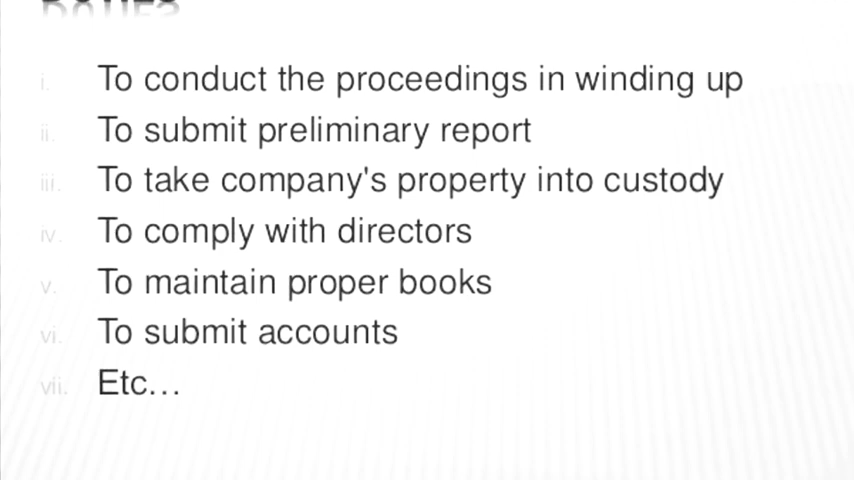 DUTIES
i. To conduct the proceedings in winding up
ii. To submit preliminary report
iii. To take company's property into custody
iv. To comply with directors
v. To maintain proper books
vi. To submit accounts
vii. Etc…